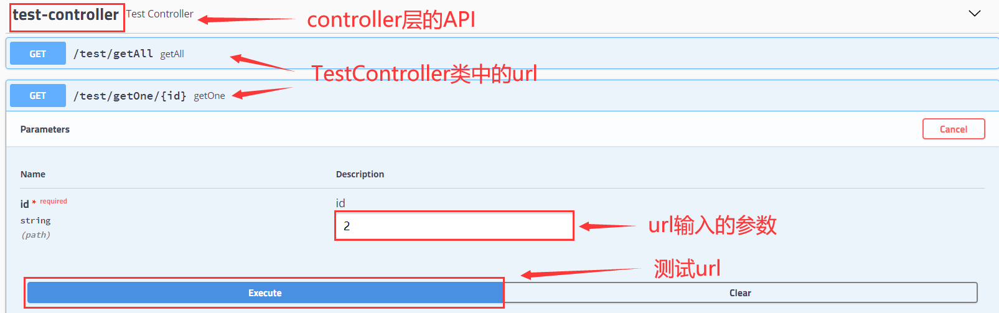 test-controller Test Controller
controller层的API
GET /test/getAll getAll
TestController类中的url
GET /test/getOne/{id} getOne
Parameters
Cancel
Name
Description
id * required
id
string
2
(path)
url输入的参数
测试url
Execute
Clear